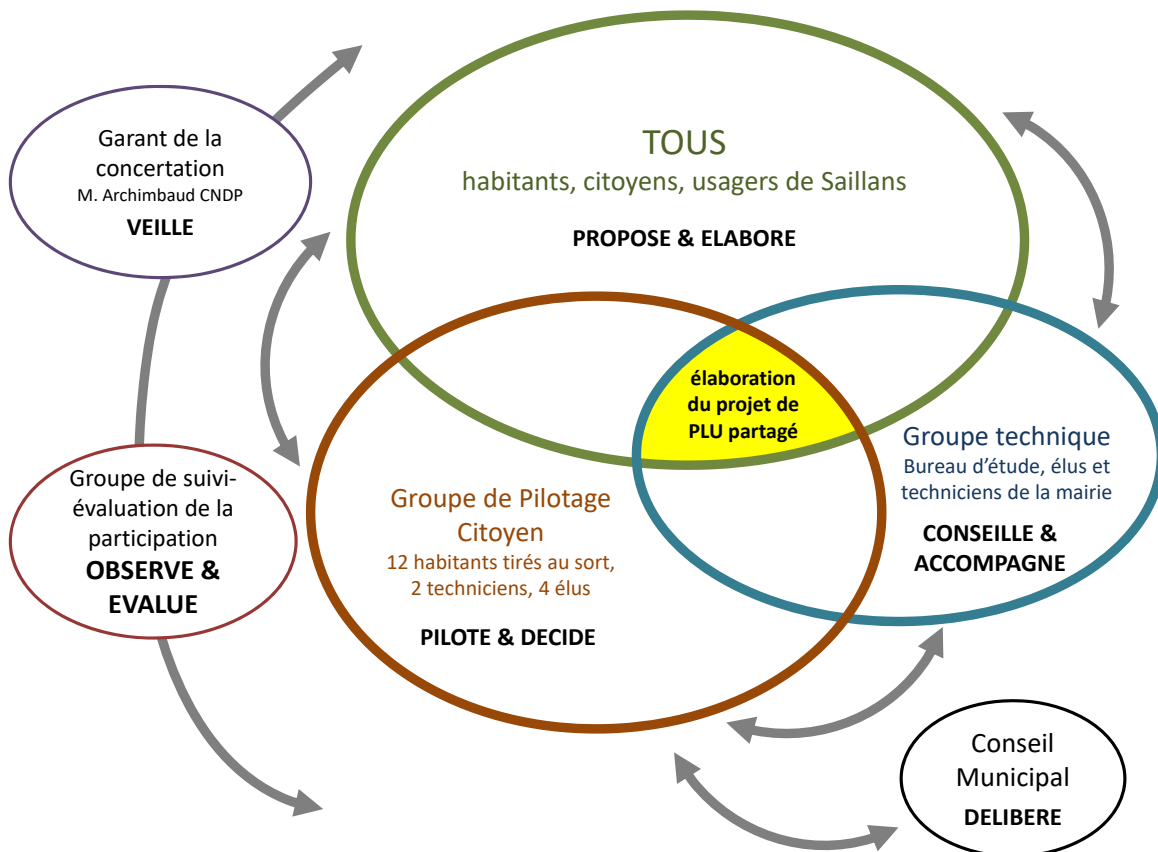 Garant de la
concertation
M. Archimbaud CNDP
VEILLE
TOUS
habitants, citoyens, usagers de Saillans
PROPOSE & ELABORE
élaboration
du projet de
PLU partagé
Groupe technique
Bureau d'étude, élus et
techniciens de la mairie
CONSEILLE &
ACCOMPAGNE
Groupe de suivi-
évaluation de la
participation
OBSERVE &
EVALUE
Groupe de Pilotage
Citoyen
12 habitants tirés au sort,
2 techniciens, 4 élus
PILOTE & DECIDE
Conseil
Municipal
DELIBERE